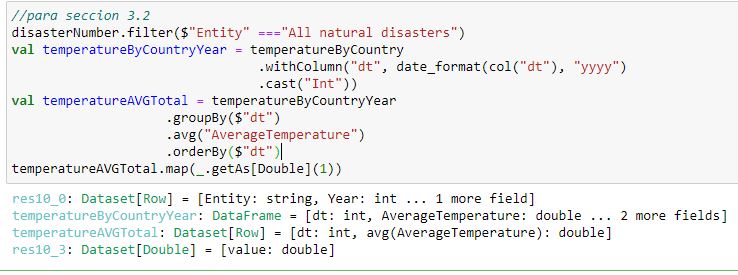 //para seccion 3.2
disasterNumber.filter($"Entity" ==="All natural disasters")
val temperatureByCountryYear = temperatureByCountry
.withColumn("dt", date_format(col("dt"), "yyyy")
.cast("Int"))
val temperatureAVGTotal = temperatureByCountryYear
.groupBy($"dt")
.avg("AverageTemperature")
.orderBy($"dt")
temperatureAVGTotal.map(_.getAs[Double](1))
res10_0: Dataset[Row] = [Entity: string, Year: int ... 1 more field]
temperatureByCountryYear: DataFrame = [dt: int, AverageTemperature: double ... 2 more fields]
temperatureAVGTotal: Dataset[Row] = [dt: int, avg(AverageTemperature): double]
res10_3: Dataset[Double] = [value: double]